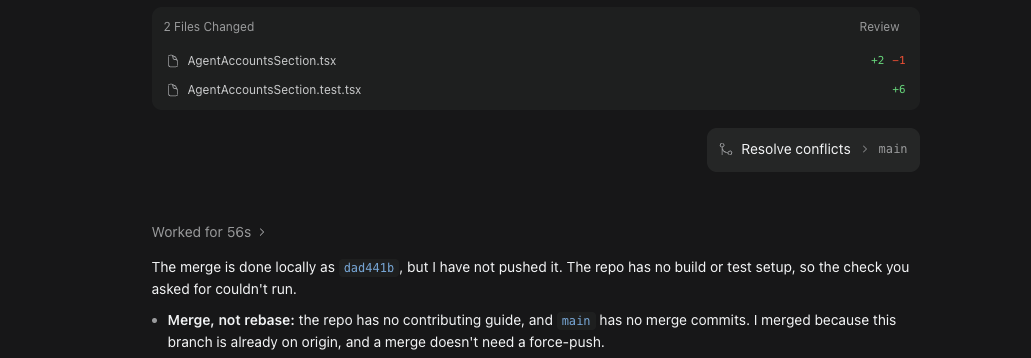 2 Files Changed Review
AgentAccountsSection.tsx +2 −1
AgentAccountsSection.test.tsx +6
Resolve conflicts > main
Worked for 56s >
The merge is done locally as dad441b, but I have not pushed it. The repo has no build or test setup, so the check you
asked for couldn't run.
• Merge, not rebase: the repo has no contributing guide, and main has no merge commits. I merged because this
branch is already on origin, and a merge doesn't need a force-push.